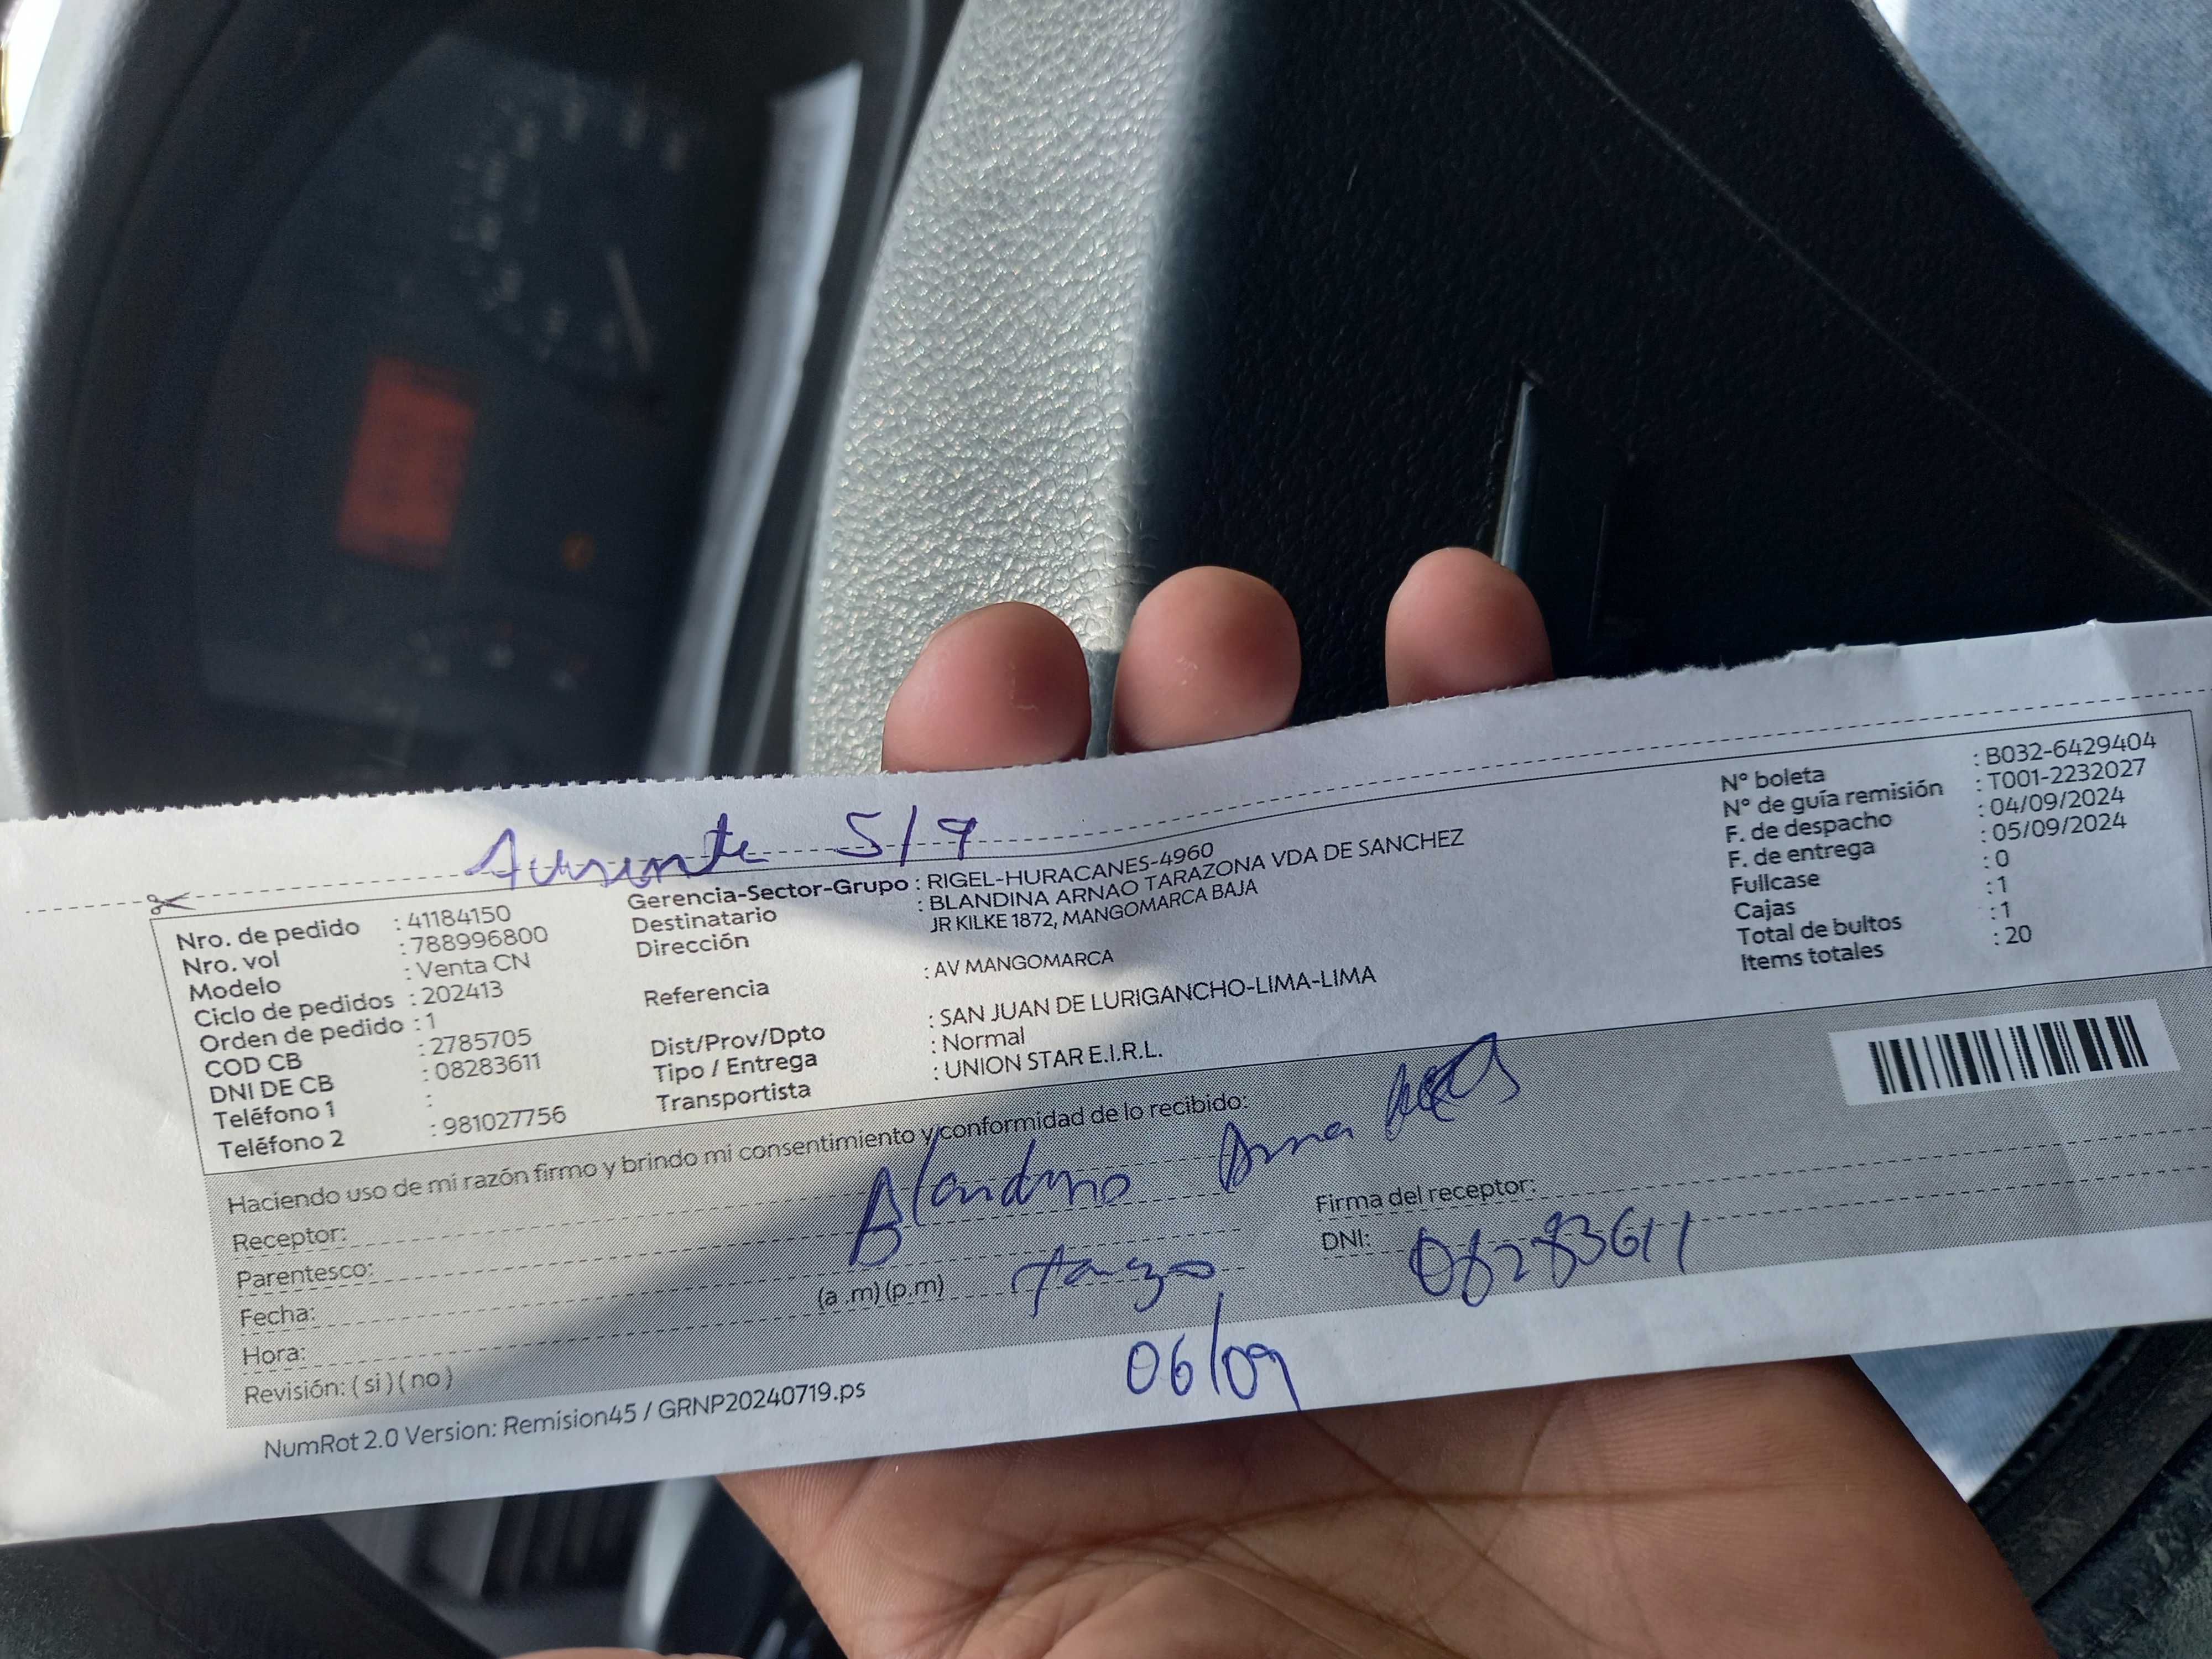 Ausente 5/9
Nro. de pedido : 41184150
Nro. vol : 788996800
Modelo : Venta CN
Ciclo de pedidos : 202413
Orden de pedido : 1
COD CB : 2785705
DNI DE CB : 08283611
Teléfono 1 :
Teléfono 2 : 981027756
Gerencia-Sector-Grupo : RIGEL-HURACANES-4960
Destinatario : BLANDINA ARNAO TARAZONA VDA DE SANCHEZ
Dirección JR KILKE 1872, MANGOMARCA BAJA
Referencia : AV MANGOMARCA
Dist/Prov/Dpto : SAN JUAN DE LURIGANCHO-LIMA-LIMA
Tipo / Entrega : Normal
Transportista : UNION STAR E.I.R.L.
N° boleta : B032-6429404
N° de guía remisión : T001-2232027
F. de despacho : 04/09/2024
F. de entrega : 05/09/2024
Fullcase : 0
Cajas : 1
Total de bultos : 1
Items totales : 20
Haciendo uso de mi razón firmo y brindo mi consentimiento y conformidad de lo recibido:
Receptor:
Parentesco:
Fecha:
Hora: (a .m) (p.m)
Revisión: ( si ) ( no )
Firma del receptor:
DNI: 08283611
06/09
NumRot 2.0 Version: Remision45 / GRNP20240719.ps